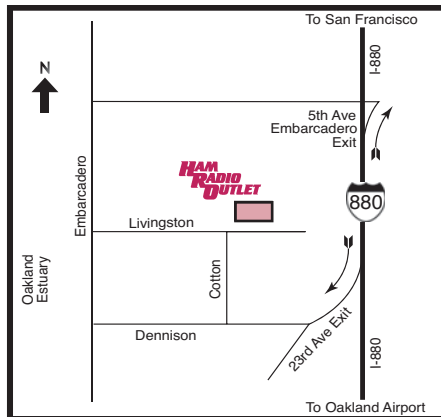 To San Francisco
I-880
N
5th Ave
Embarcadero
Exit
HAM
RADIO
OUTLET
880
Embarcadero
Livingston
Oakland
Estuary
Cotton
Dennison
23rd Ave Exit
I-880
To Oakland Airport